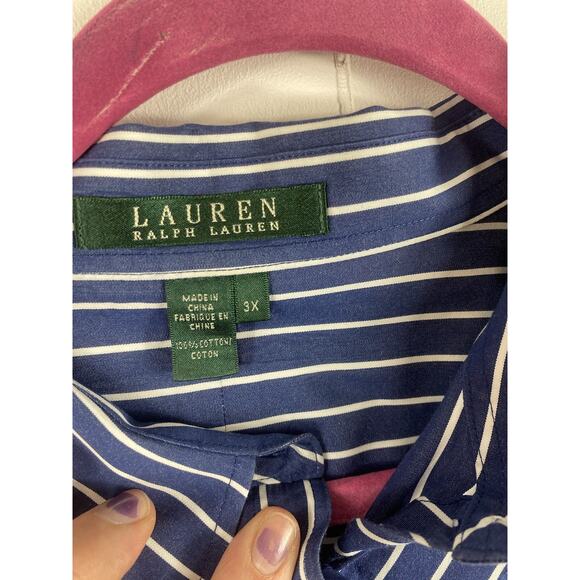 LAUREN
RALPH LAUREN
MADE IN
CHINA
FABRIQUE EN
CHINE
3X
100% COTTON/
COTON